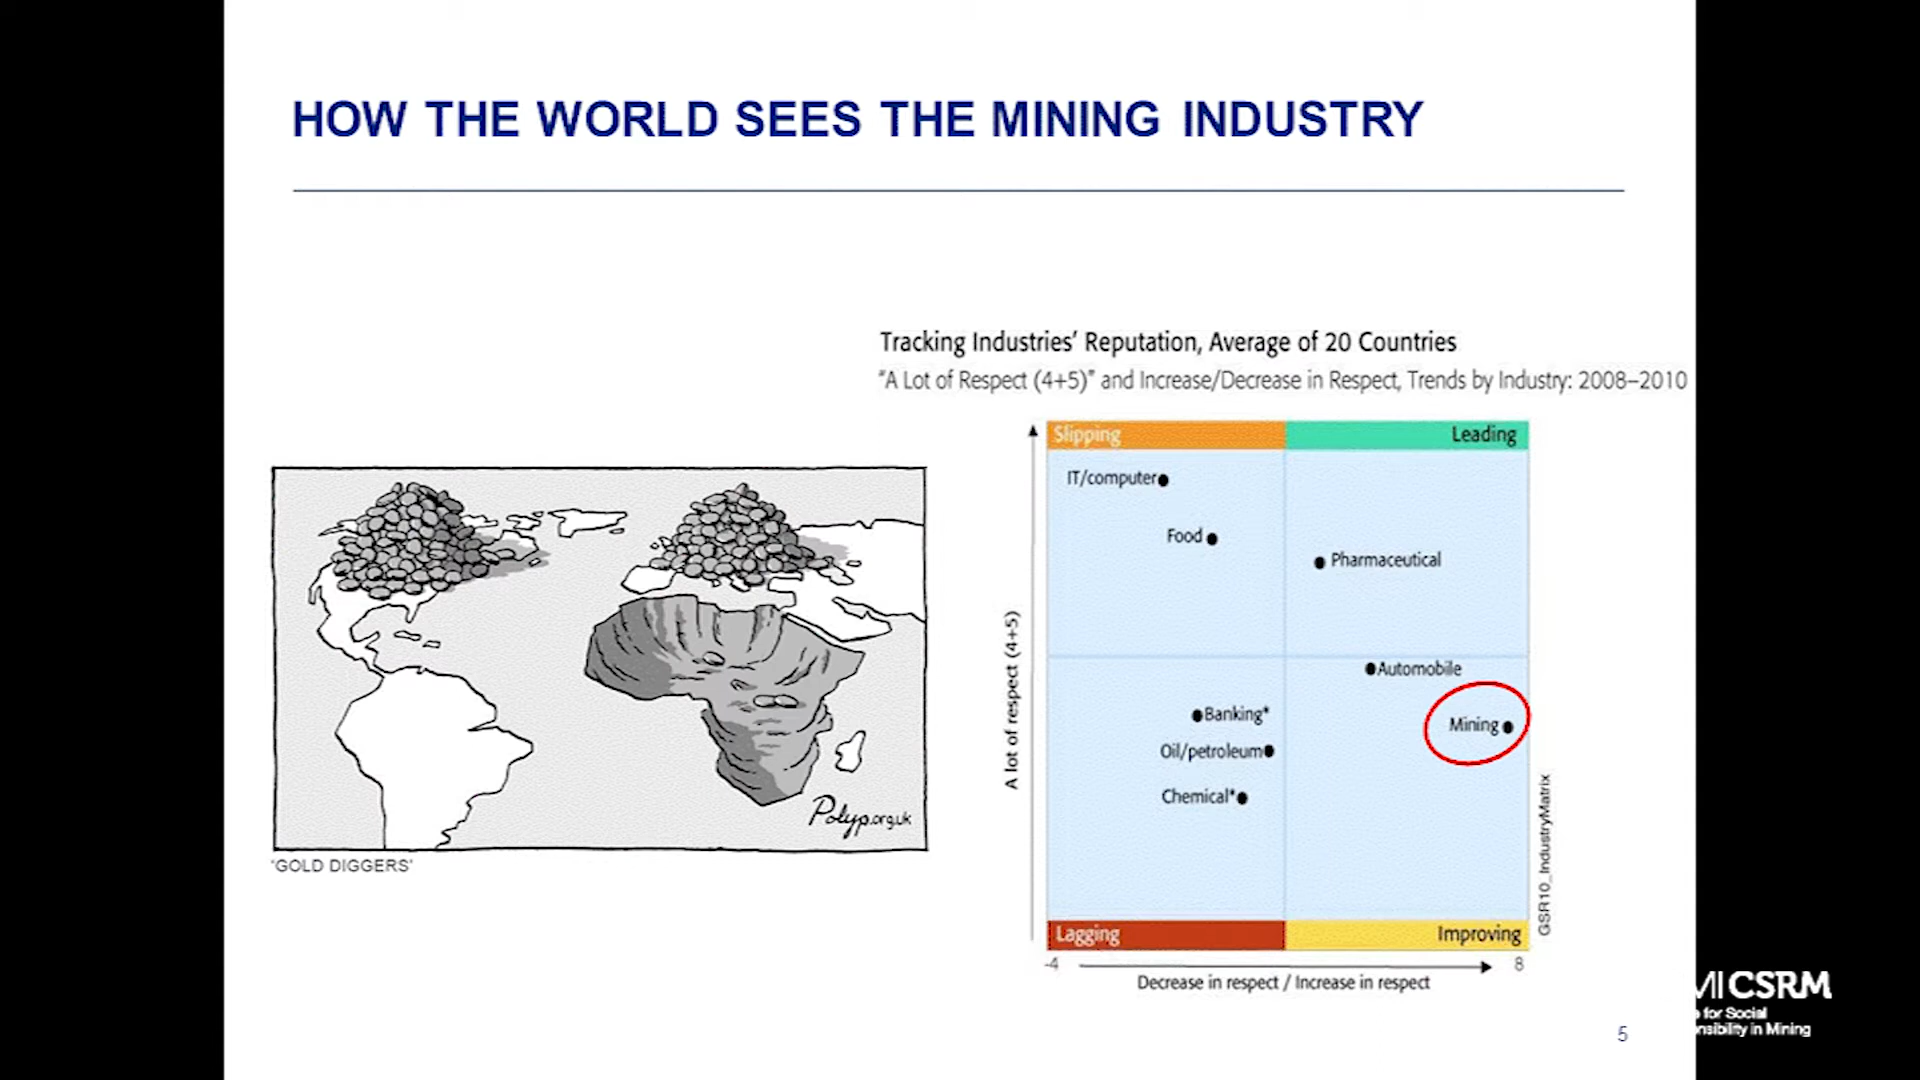 HOW THE WORLD SEES THE MINING INDUSTRY
Tracking Industries' Reputation, Average of 20 Countries
"A Lot of Respect (4+5)" and Increase/Decrease in Respect, Trends by Industry: 2008–2010
Slipping
Leading
IT/computer
Food
Pharmaceutical
Automobile
Banking*
Mining
Oil/petroleum
Chemical*
A lot of respect (4+5)
GSR10_IndustryMatrix
Lagging
Improving
-4
8
Decrease in respect / Increase in respect
Polyp.org.uk
'GOLD DIGGERS'
CSRM
for Social
in Mining
5